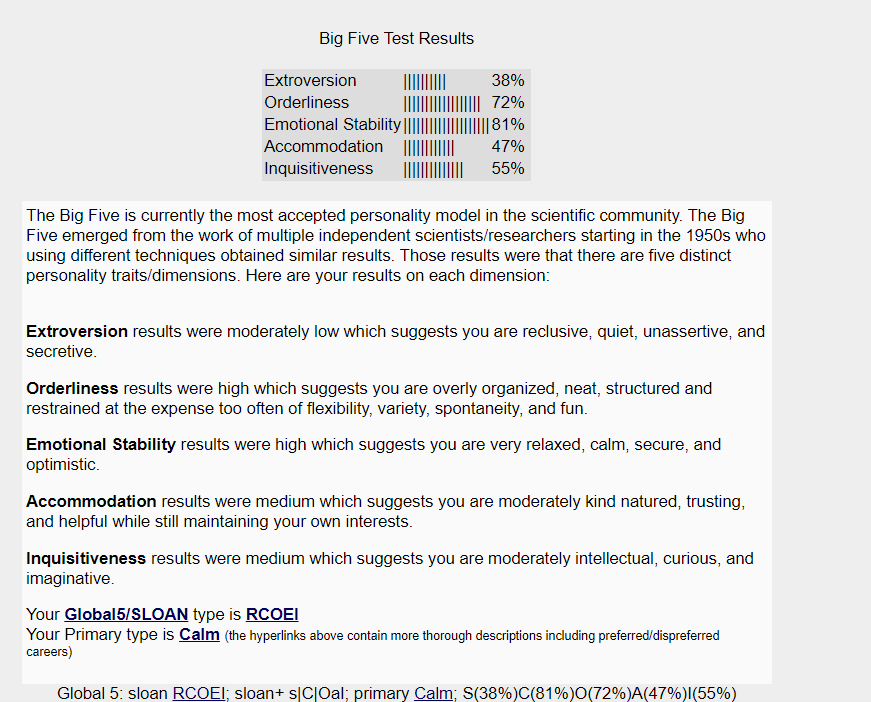 Big Five Test Results
Extroversion |||||||||| 38%
Orderliness |||||||||||||||||| 72%
Emotional Stability |||||||||||||||||||| 81%
Accommodation |||||||||||| 47%
Inquisitiveness |||||||||||||| 55%
The Big Five is currently the most accepted personality model in the scientific community. The Big
Five emerged from the work of multiple independent scientists/researchers starting in the 1950s who
using different techniques obtained similar results. Those results were that there are five distinct
personality traits/dimensions. Here are your results on each dimension:
Extroversion results were moderately low which suggests you are reclusive, quiet, unassertive, and
secretive.
Orderliness results were high which suggests you are overly organized, neat, structured and
restrained at the expense too often of flexibility, variety, spontaneity, and fun.
Emotional Stability results were high which suggests you are very relaxed, calm, secure, and
optimistic.
Accommodation results were medium which suggests you are moderately kind natured, trusting,
and helpful while still maintaining your own interests.
Inquisitiveness results were medium which suggests you are moderately intellectual, curious, and
imaginative.
Your Global5/SLOAN type is RCOEI
Your Primary type is Calm (the hyperlinks above contain more thorough descriptions including preferred/dispreferred
careers)
Global 5: sloan RCOEI; sloan+ s|C|OaI; primary Calm; S(38%)C(81%)O(72%)A(47%)I(55%)